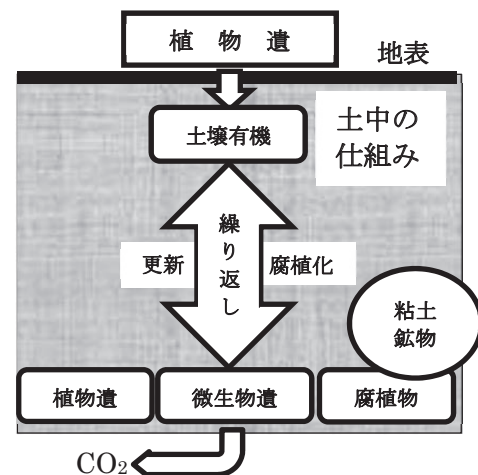 植 物 遺
地表
土中の
仕組み
土壌有機
更新
繰り返し
腐植化
粘土
鉱物
植物遺
微生物遺
腐植物
CO₂